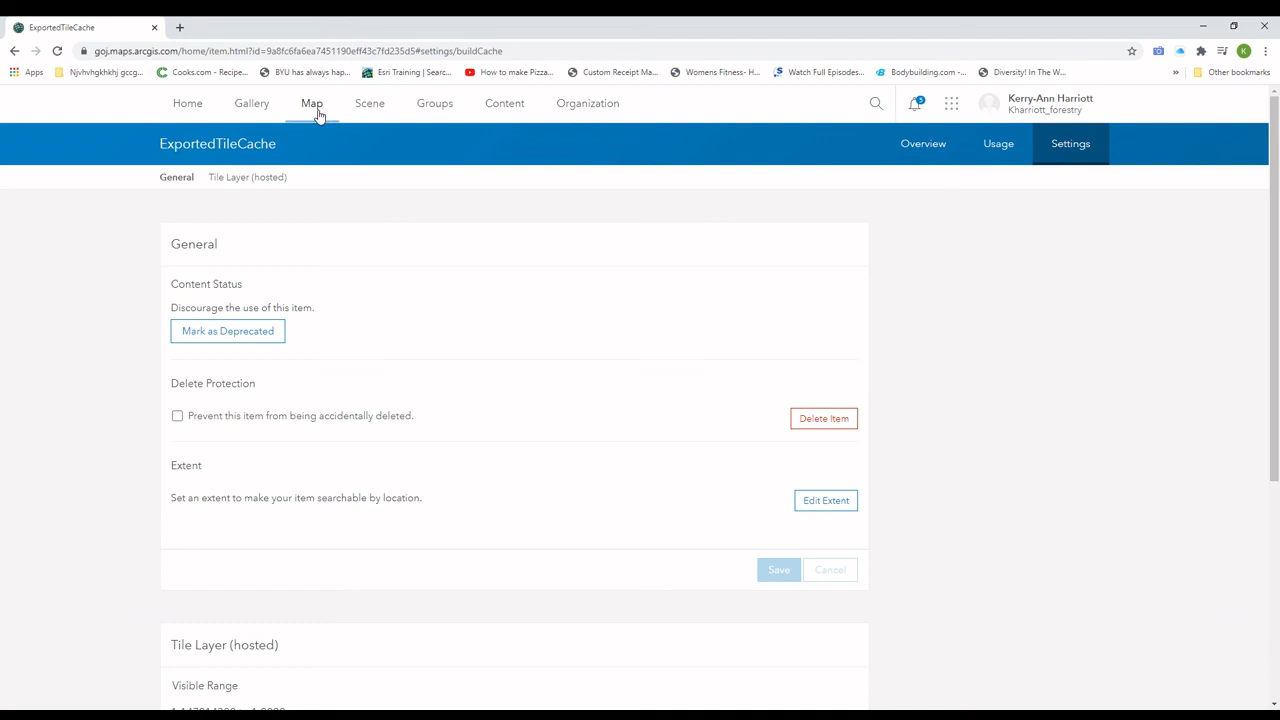 ExportedTileCache
goj.maps.arcgis.com/home/item.html?id=9a8fc6fa6ea7451190eff43c7fd235d5#settings/buildCache
K
Apps
Njvhvhgkhkhj gccg...
Cooks.com - Recipe...
BYU has always hap...
Esri Training | Searc...
How to make Pizza...
Custom Receipt Ma...
Womens Fitness- H...
Watch Full Episodes...
Bodybuilding.com -...
Diversity! In The W...
»
Other bookmarks
Home
Gallery
Map
Scene
Groups
Content
Organization
Kerry-Ann Harriott
Kharriott_forestry
ExportedTileCache
Overview
Usage
Settings
General
Tile Layer (hosted)
General
Content Status
Discourage the use of this item.
Mark as Deprecated
Delete Protection
Prevent this item from being accidentally deleted.
Delete Item
Extent
Set an extent to make your item searchable by location.
Edit Extent
Save
Cancel
Tile Layer (hosted)
Visible Range